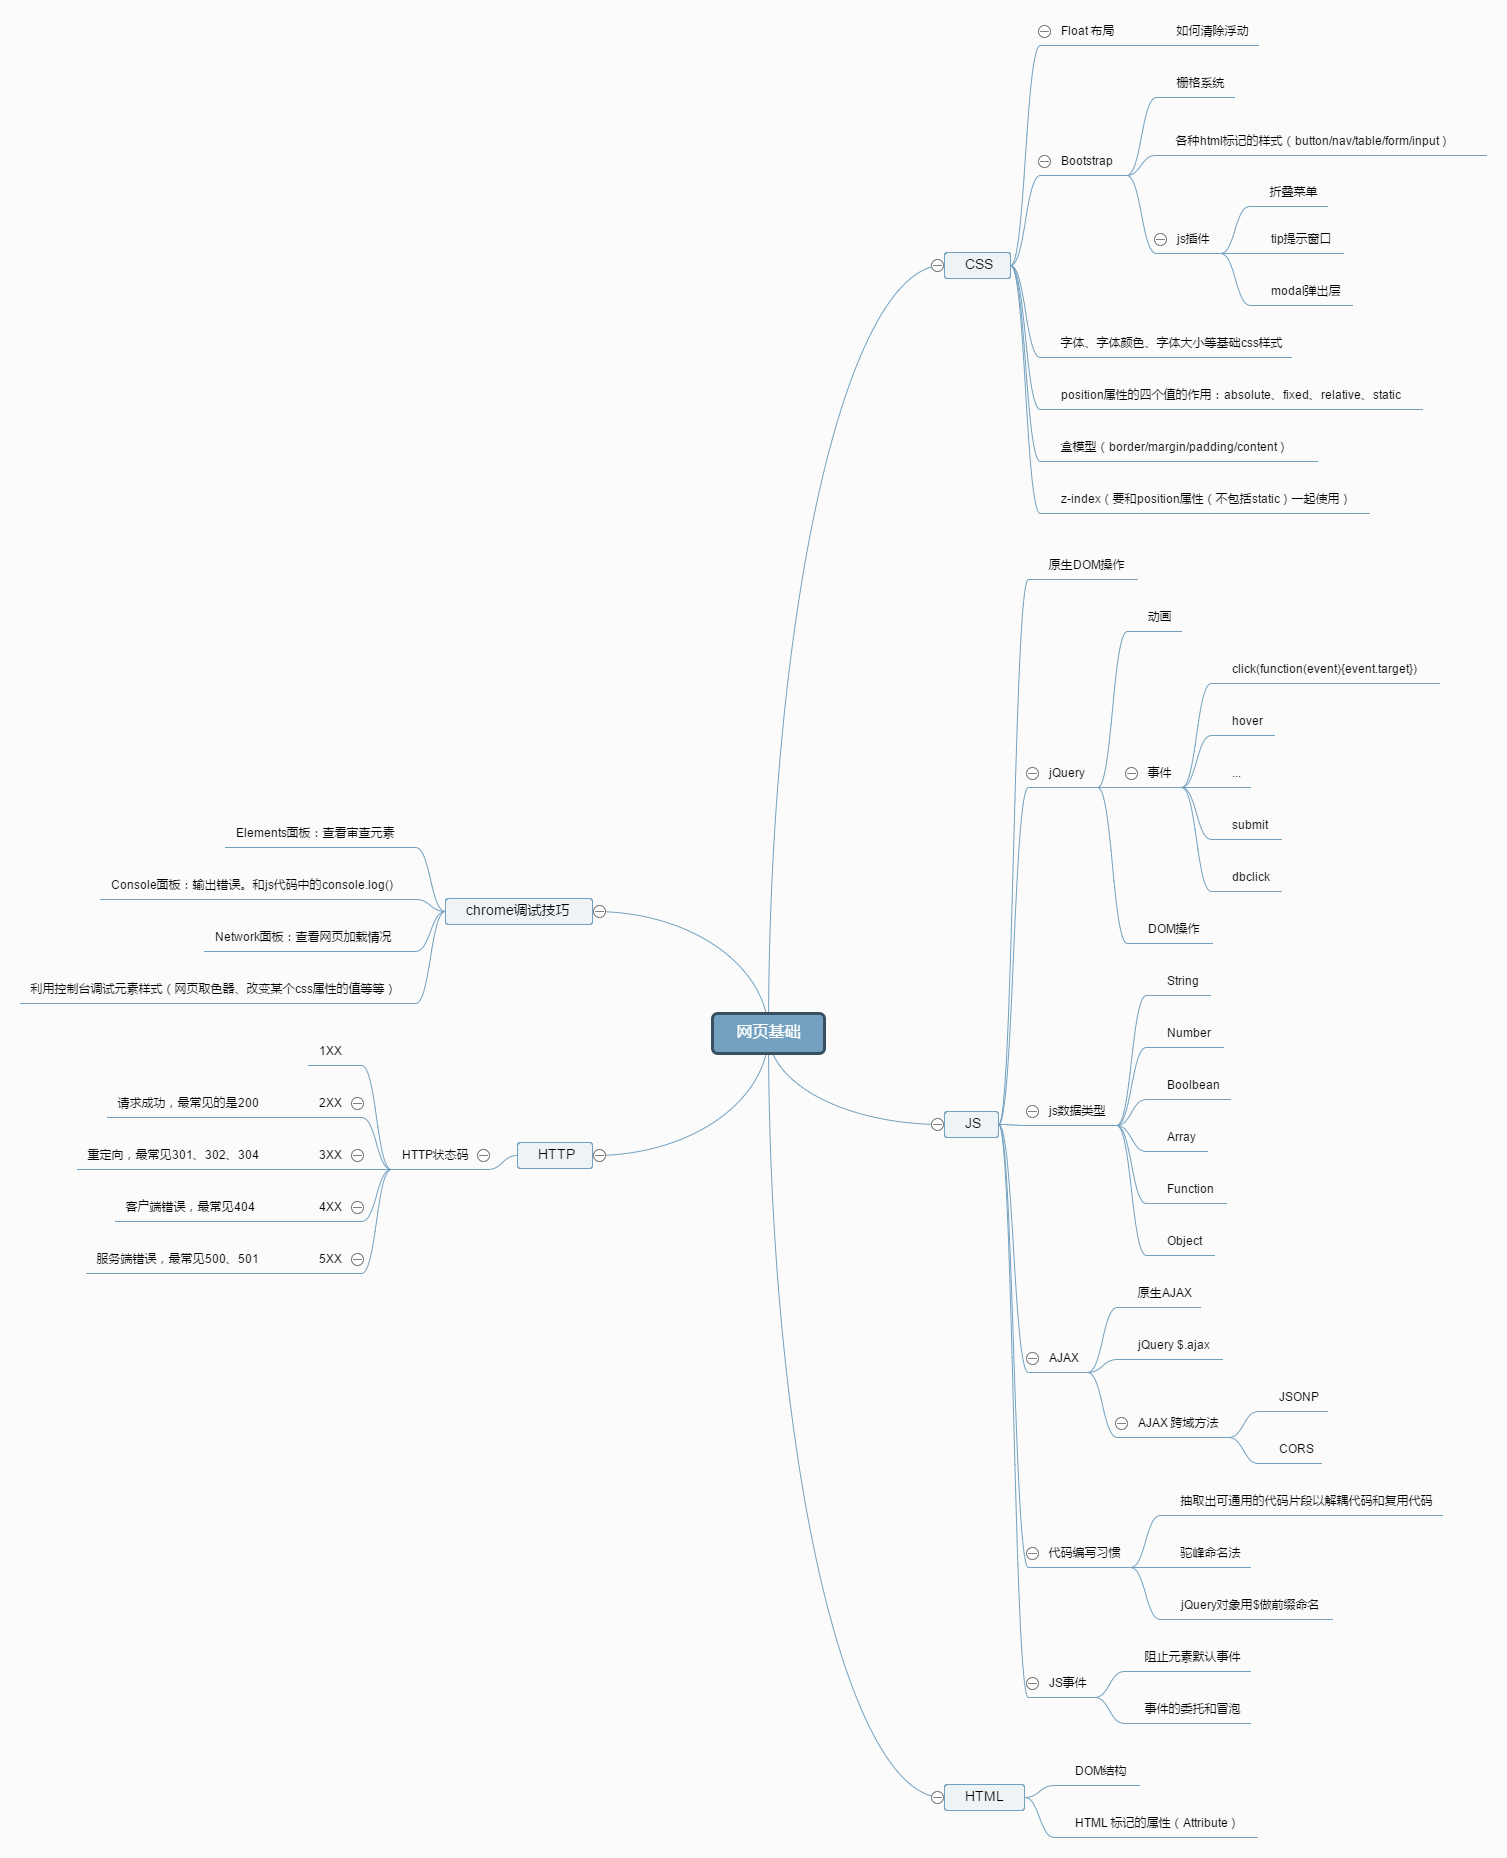 网页基础
CSS
Float 布局
如何清除浮动
Bootstrap
栅格系统
各种html标记的样式（button/nav/table/form/input）
js插件
折叠菜单
tip提示窗口
modal弹出层
字体、字体颜色、字体大小等基础css样式
position属性的四个值的作用：absolute、fixed、relative、static
盒模型（border/margin/padding/content）
z-index（要和position属性（不包括static）一起使用）
JS
原生DOM操作
jQuery
动画
事件
click(function(event){event.target})
hover
...
submit
dbclick
DOM操作
js数据类型
String
Number
Boolbean
Array
Function
Object
AJAX
原生AJAX
jQuery $.ajax
AJAX 跨域方法
JSONP
CORS
代码编写习惯
抽取出可通用的代码片段以解耦代码和复用代码
驼峰命名法
jQuery对象用$做前缀命名
JS事件
阻止元素默认事件
事件的委托和冒泡
HTML
DOM结构
HTML 标记的属性（Attribute）
chrome调试技巧
Elements面板：查看审查元素
Console面板：输出错误。和js代码中的console.log()
Network面板：查看网页加载情况
利用控制台调试元素样式（网页取色器、改变某个css属性的值等等）
HTTP
HTTP状态码
1XX
2XX
请求成功，最常见的是200
3XX
重定向，最常见301、302、304
4XX
客户端错误，最常见404
5XX
服务端错误，最常见500、501